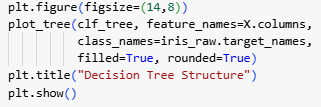 plt.figure(figsize=(14,8))
plot_tree(clf_tree, feature_names=X.columns,
          class_names=iris_raw.target_names,
          filled=True, rounded=True)
plt.title("Decision Tree Structure")
plt.show()